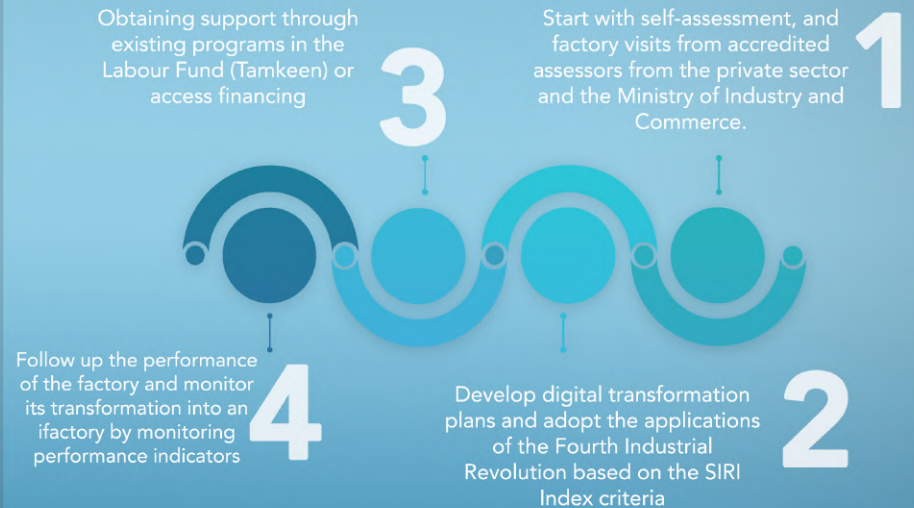 1
Start with self-assessment, and
factory visits from accredited
assessors from the private sector
and the Ministry of Industry and
Commerce.
2
Develop digital transformation
plans and adopt the applications
of the Fourth Industrial
Revolution based on the SIRI
Index criteria
3
Obtaining support through
existing programs in the
Labour Fund (Tamkeen) or
access financing
4
Follow up the performance
of the factory and monitor
its transformation into an
ifactory by monitoring
performance indicators